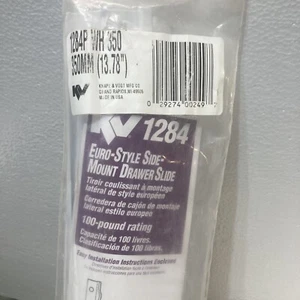 1284P WH 350
350MM (13.78")
KV
KNAPE & VOGT MFG CO
GRAND RAPIDS, MI 49505
MADE IN USA
0 29274 00249
KV 1284
EURO-STYLE SIDE-
MOUNT DRAWER SLIDE
Tiroir coulissant à montage
latéral de style européen
Corredera de cajón de montaje
lateral estilo europeo
100-pound rating
Capacité de 100 livres.
Clasificación de 100 libras.
Easy Installation Instructions Enclosed